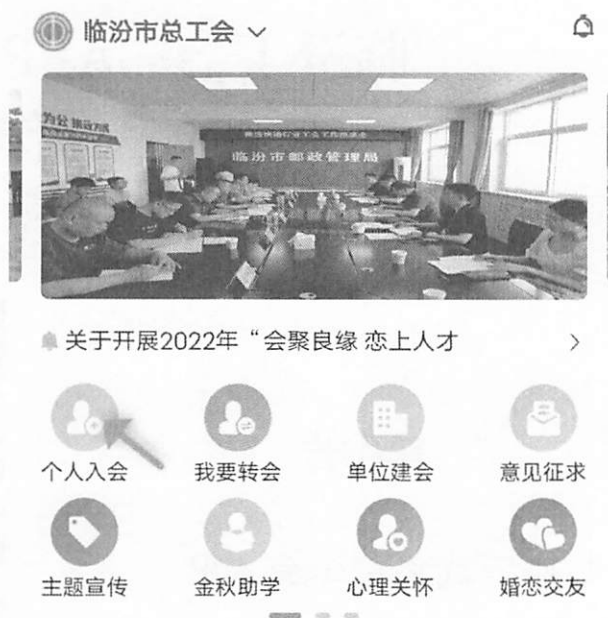 临汾市总工会
临汾市邮政管理局
关于开展2022年“会聚良缘 恋上人才
个人入会 我要转会 单位建会 意见征求
主题宣传 金秋助学 心理关怀 婚恋交友